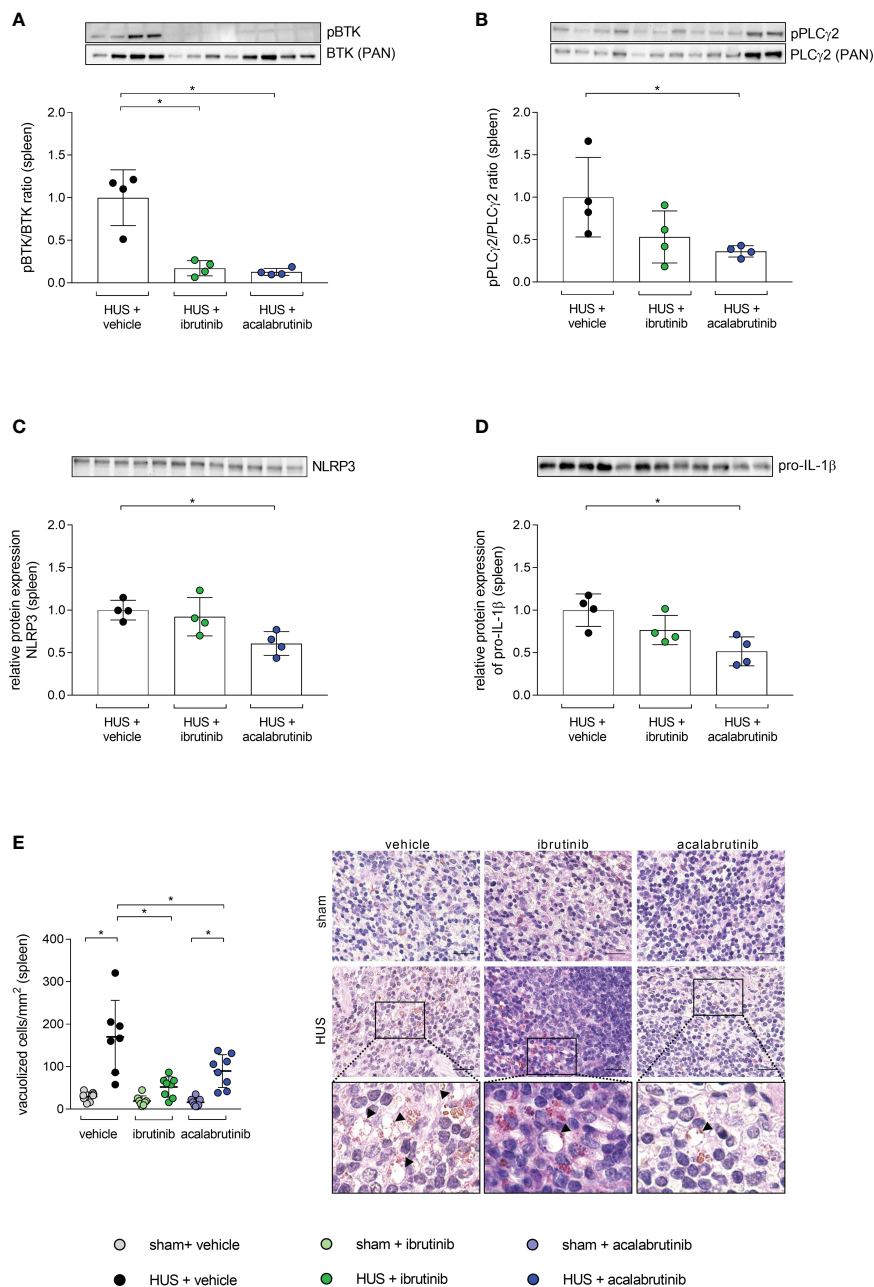 A
pBTK
BTK (PAN)
*
*
pBTK/BTK ratio (spleen)
2.0
1.5
1.0
0.5
0.0
HUS + vehicle
HUS + ibrutinib
HUS + acalabrutinib
B
pPLCγ2
PLCγ2 (PAN)
*
pPLCγ2/PLCγ2 ratio (spleen)
2.0
1.5
1.0
0.5
0.0
HUS + vehicle
HUS + ibrutinib
HUS + acalabrutinib
C
NLRP3
*
relative protein expression
NLRP3 (spleen)
2.0
1.5
1.0
0.5
0.0
HUS + vehicle
HUS + ibrutinib
HUS + acalabrutinib
D
pro-IL-1β
*
relative protein expression
of pro-IL-1β (spleen)
2.0
1.5
1.0
0.5
0.0
HUS + vehicle
HUS + ibrutinib
HUS + acalabrutinib
E
*
*
*
*
vacuolized cells/mm² (spleen)
400
300
200
100
0
vehicle
ibrutinib
acalabrutinib
vehicle
ibrutinib
acalabrutinib
sham
HUS
sham+ vehicle
sham + ibrutinib
sham + acalabrutinib
HUS + vehicle
HUS + ibrutinib
HUS + acalabrutinib